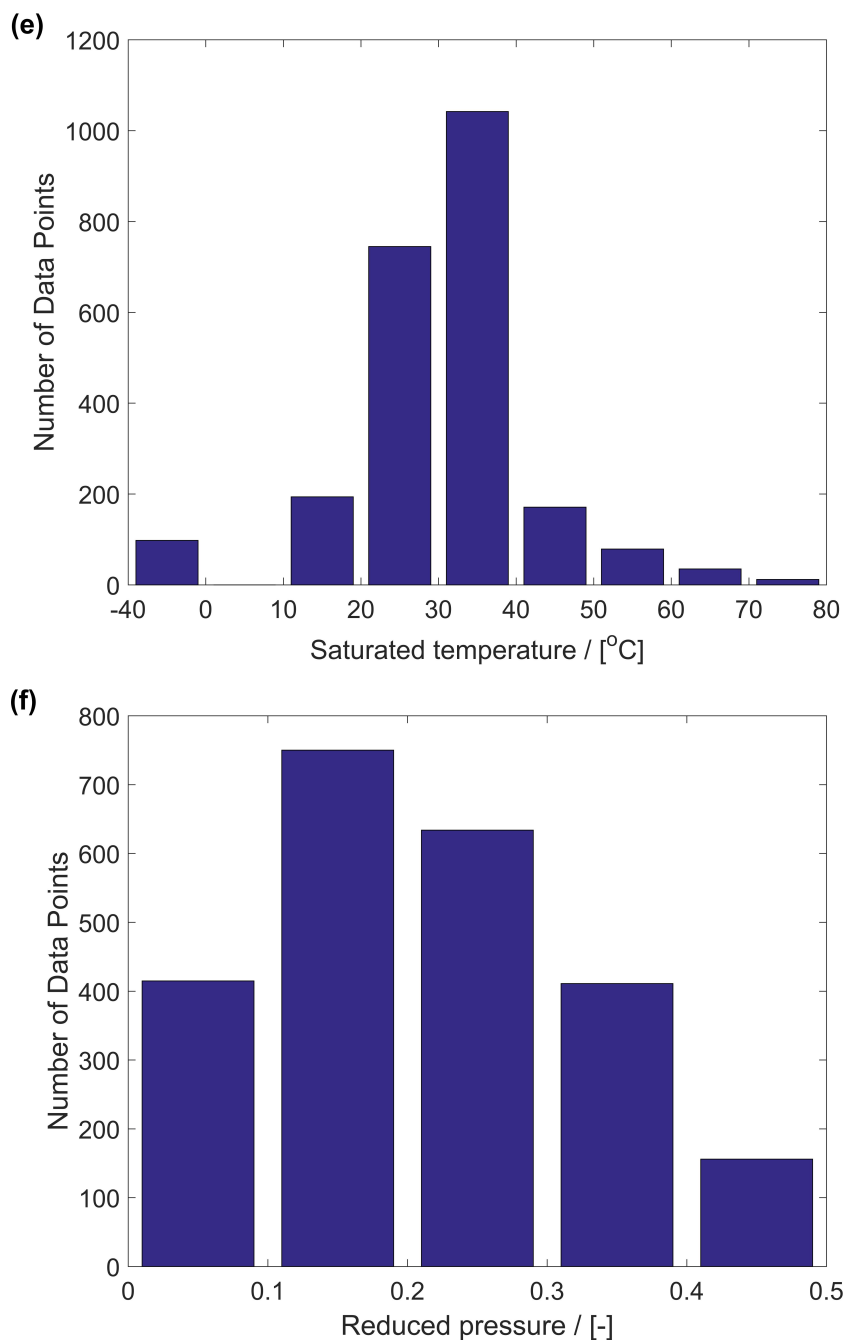 (e)
1200
1000
800
600
400
200
0
-40 0 10 20 30 40 50 60 70 80
Number of Data Points
Saturated temperature / [°C]
(f)
800
700
600
500
400
300
200
100
0
0 0.1 0.2 0.3 0.4 0.5
Number of Data Points
Reduced pressure / [-]